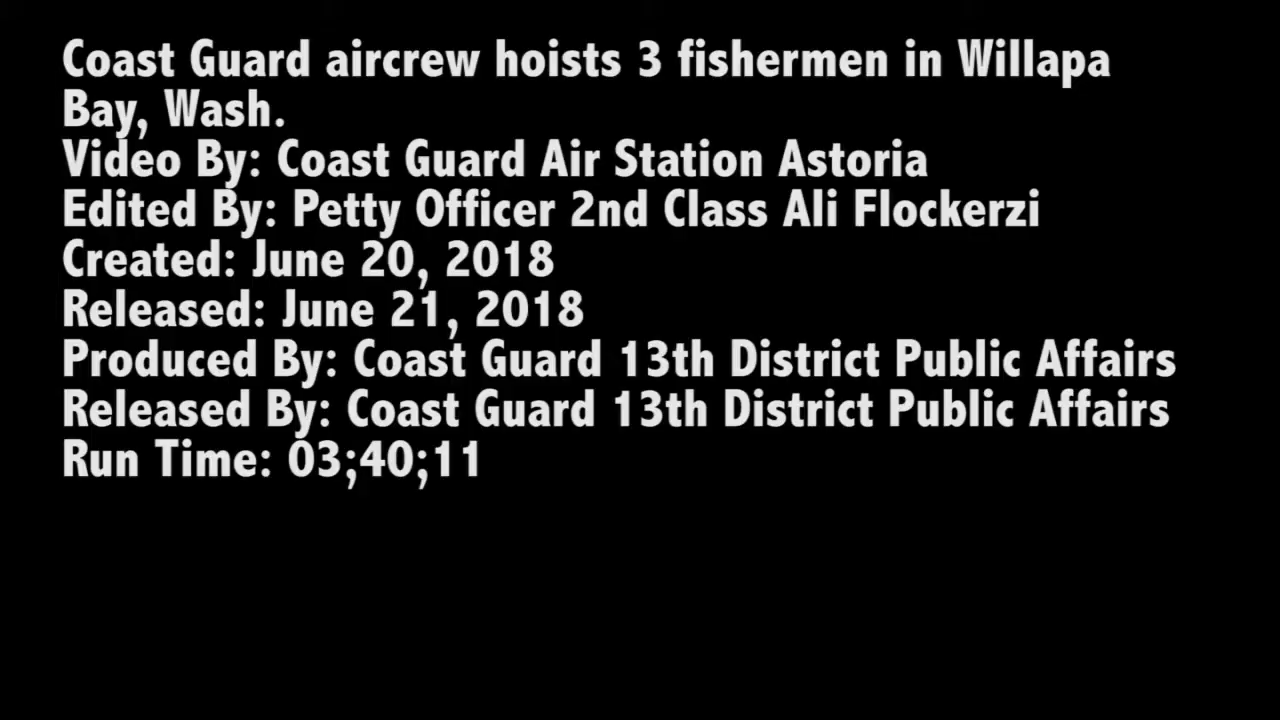 Coast Guard aircrew hoists 3 fishermen in Willapa
Bay, Wash.
Video By: Coast Guard Air Station Astoria
Edited By: Petty Officer 2nd Class Ali Flockerzi
Created: June 20, 2018
Released: June 21, 2018
Produced By: Coast Guard 13th District Public Affairs
Released By: Coast Guard 13th District Public Affairs
Run Time: 03;40;11